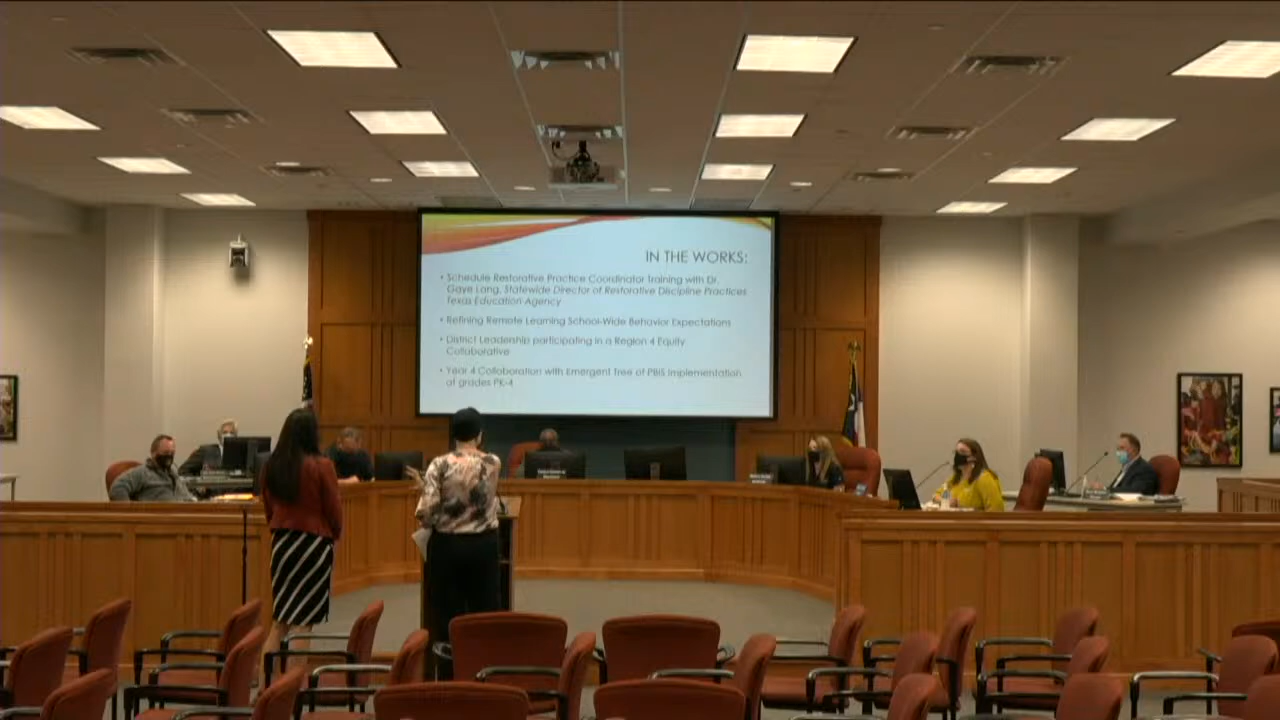 IN THE WORKS:
• Schedule Restorative Practice Coordinator Training with Dr.
Gaye Lang, Statewide Director of Restorative Discipline Practices
Texas Education Agency
• Refining Remote Learning School-Wide Behavior Expectations
• District Leadership participating in a Region 4 Equity
Collaborative
• Year 4 Collaboration with Emergent Tree of PBIS Implementation
at grades PK-4